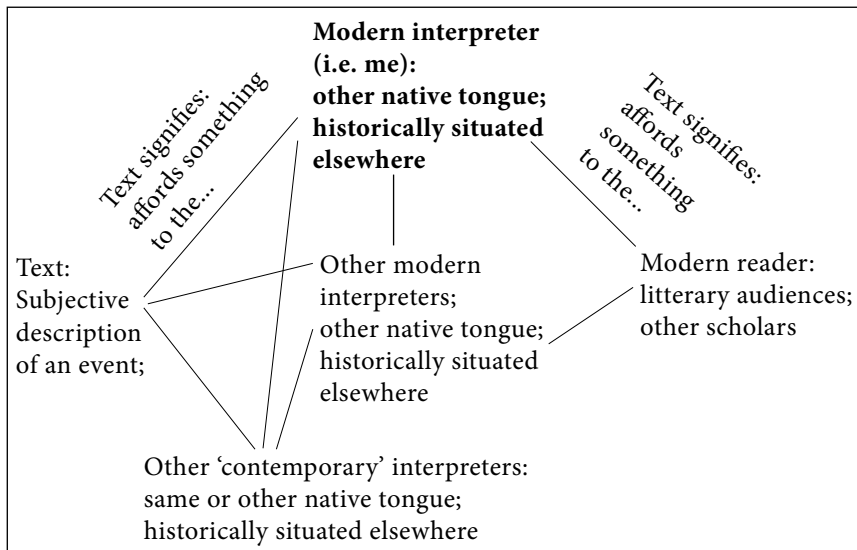 Modern interpreter
(i.e. me):
other native tongue;
historically situated
elsewhere
Text signifies:
affords something
to the...
Text signifies:
affords
something
to the...
Text:
Subjective
description
of an event;
Other modern
interpreters;
other native tongue;
historically situated
elsewhere
Modern reader:
litterary audiences;
other scholars
Other ‘contemporary’ interpreters:
same or other native tongue;
historically situated elsewhere